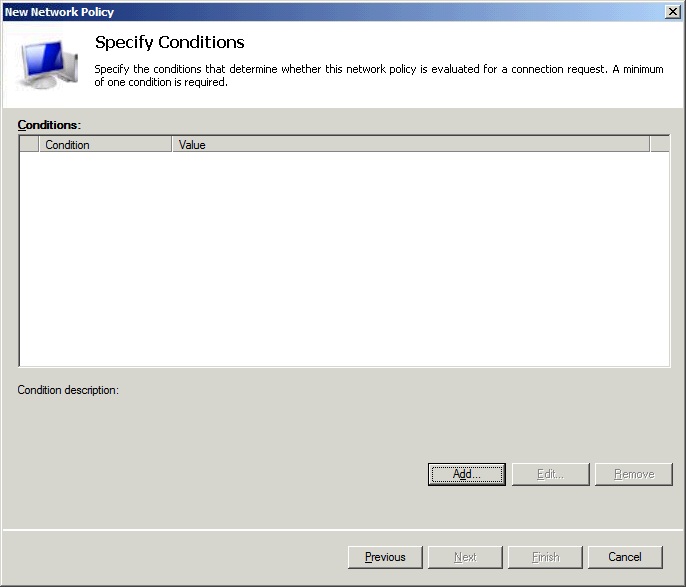 New Network Policy
Specify Conditions
Specify the conditions that determine whether this network policy is evaluated for a connection request. A minimum
of one condition is required.
Conditions:
Condition Value
Condition description:
Add... Edit... Remove
Previous Next Finish Cancel